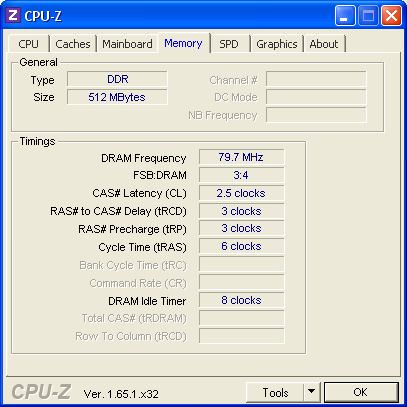 CPU-Z
CPU Caches Mainboard Memory SPD Graphics About
General
Type DDR Channel #
Size 512 MBytes DC Mode
NB Frequency
Timings
DRAM Frequency 79.7 MHz
FSB:DRAM 3:4
CAS# Latency (CL) 2.5 clocks
RAS# to CAS# Delay (tRCD) 3 clocks
RAS# Precharge (tRP) 3 clocks
Cycle Time (tRAS) 6 clocks
Bank Cycle Time (tRC)
Command Rate (CR)
DRAM Idle Timer 8 clocks
Total CAS# (tRDRAM)
Row To Column (tRCD)
CPU-Z Ver. 1.65.1.x32 Tools OK